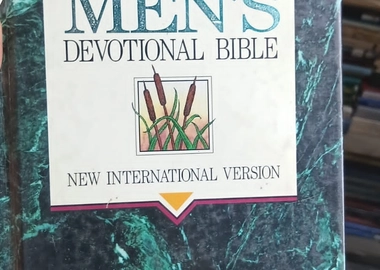 MEN'S
DEVOTIONAL BIBLE
NEW INTERNATIONAL VERSION